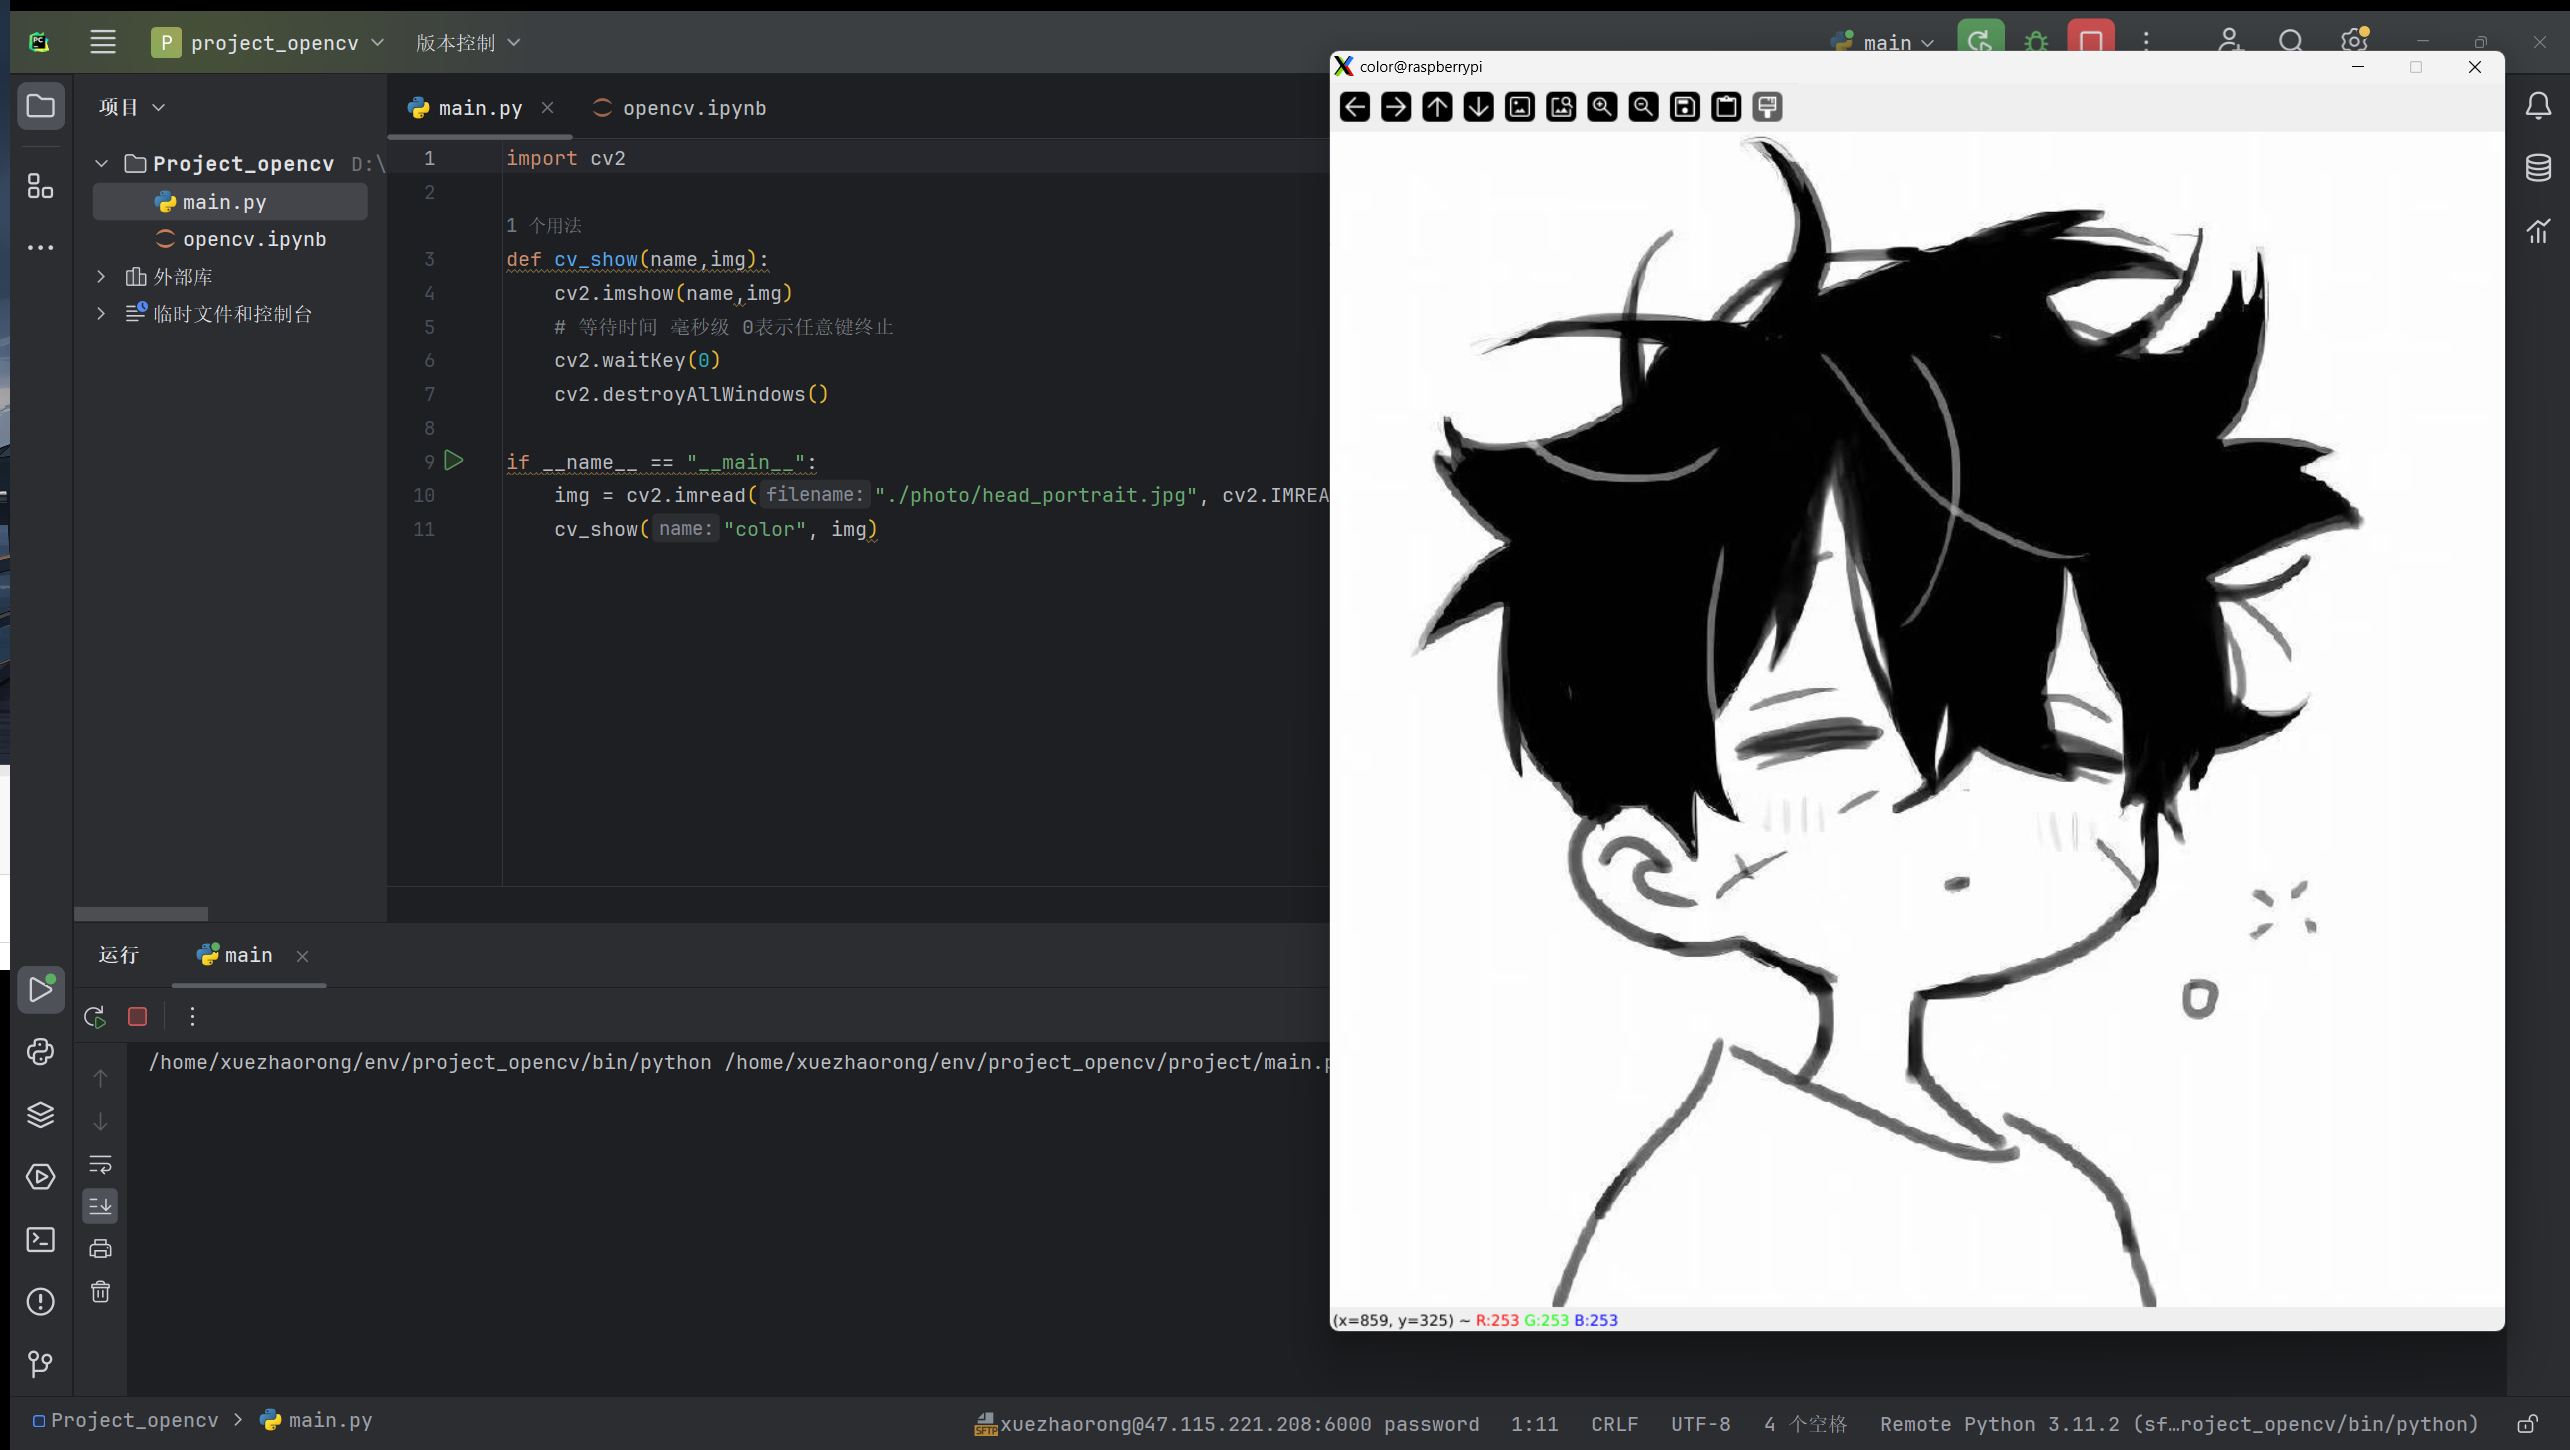 P project_opencv 版本控制 main
color@raspberrypi
项目
main.py
opencv.ipynb
Project_opencv D:\
main.py
opencv.ipynb
外部库
临时文件和控制台
1 import cv2
2
1 个用法
3 def cv_show(name,img):
4 cv2.imshow(name,img)
5 # 等待时间 毫秒级 0表示任意键终止
6 cv2.waitKey(0)
7 cv2.destroyAllWindows()
8
9 if __name__ == "__main__":
10 img = cv2.imread( filename: "./photo/head_portrait.jpg", cv2.IMREA
11 cv_show( name: "color", img)
运行 main
/home/xuezhaorong/env/project_opencv/bin/python /home/xuezhaorong/env/project_opencv/project/main.p
(x=859, y=325) ~ R:253 G:253 B:253
Project_opencv > main.py
SFTP xuezhaorong@47.115.221.208:6000 password 1:11 CRLF UTF-8 4 个空格 Remote Python 3.11.2 (sf…roject_opencv/bin/python)